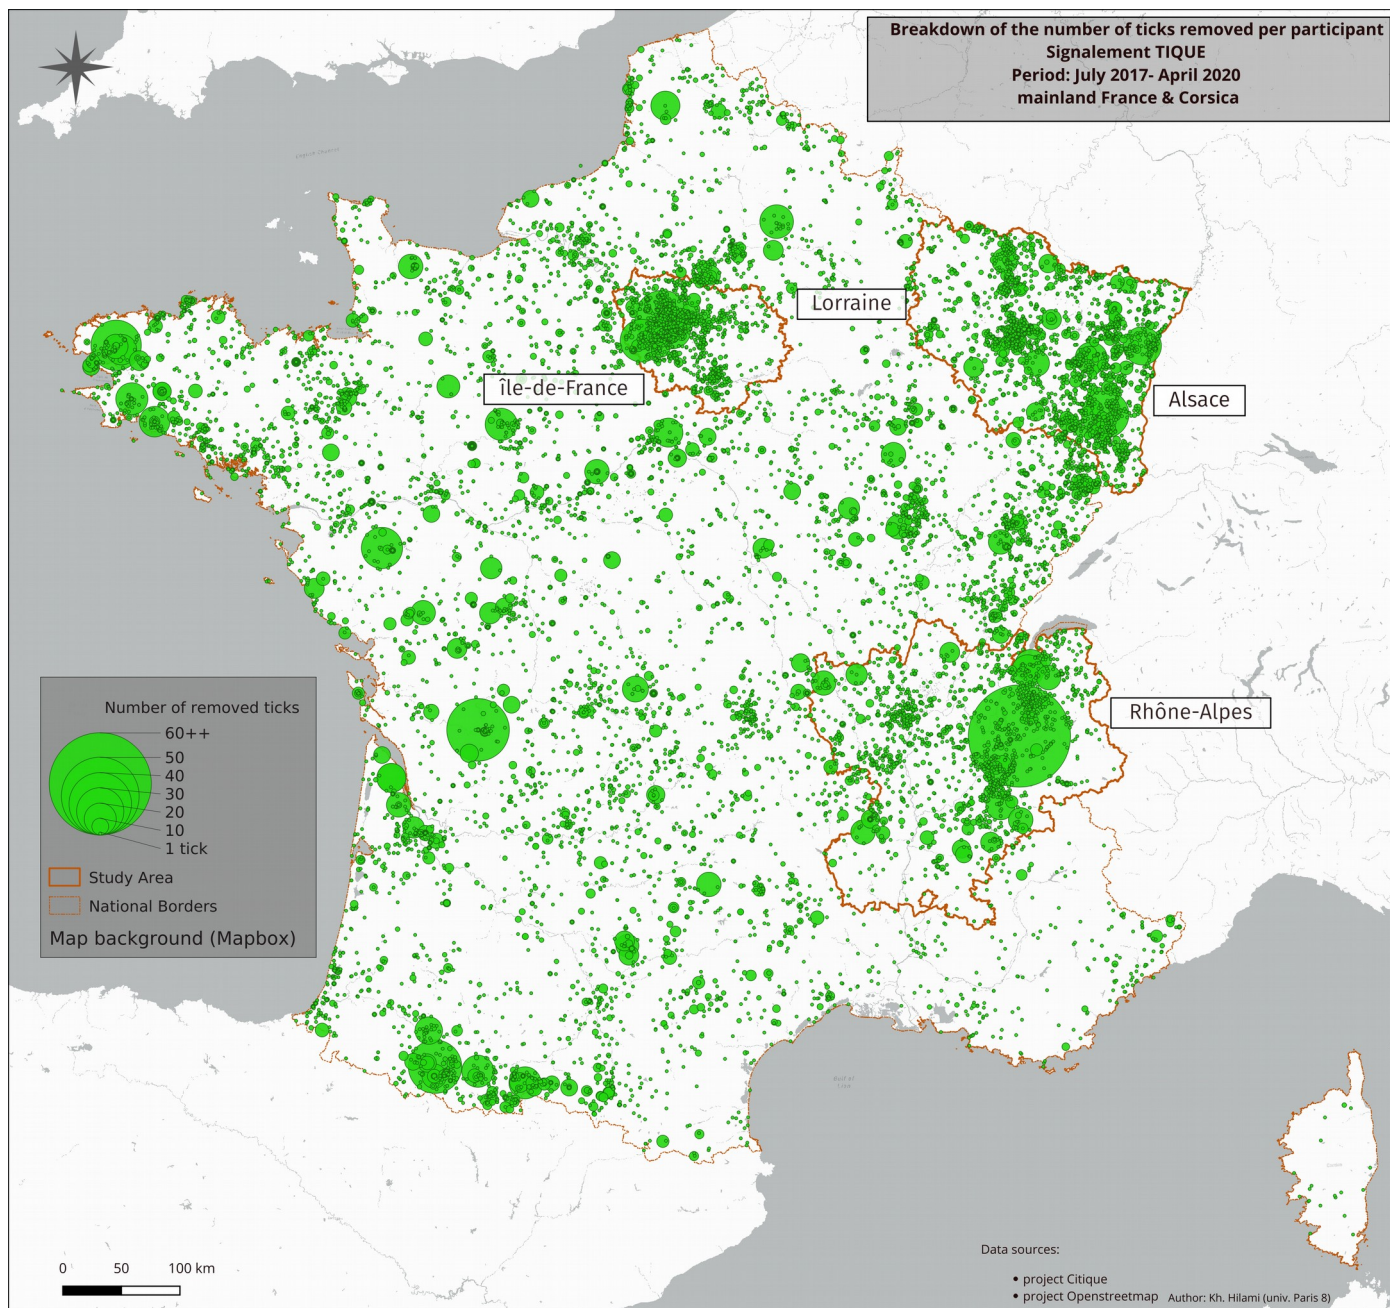 Breakdown of the number of ticks removed per participant
Signalement TIQUE
Period: July 2017- April 2020
mainland France & Corsica
Lorraine
île-de-France
Alsace
Rhône-Alpes
Number of removed ticks
60++
50
40
30
20
10
1 tick
Study Area
National Borders
Map background (Mapbox)
0 50 100 km
Data sources:
• project Citique
• project Openstreetmap
Author: Kh. Hilami (univ. Paris 8)